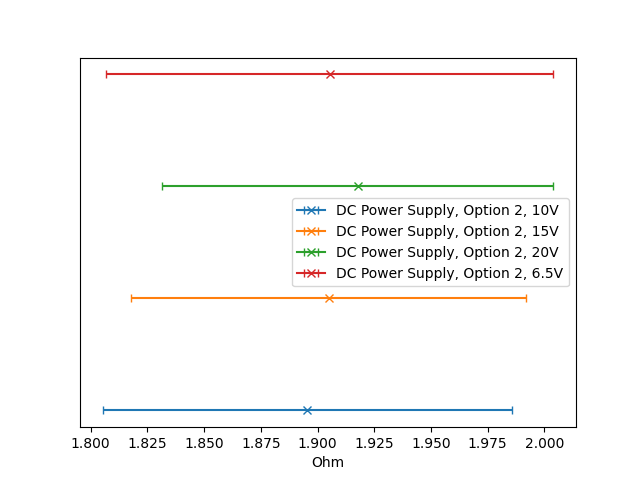 DC Power Supply, Option 2, 10V
DC Power Supply, Option 2, 15V
DC Power Supply, Option 2, 20V
DC Power Supply, Option 2, 6.5V
1.800 1.825 1.850 1.875 1.900 1.925 1.950 1.975 2.000
Ohm